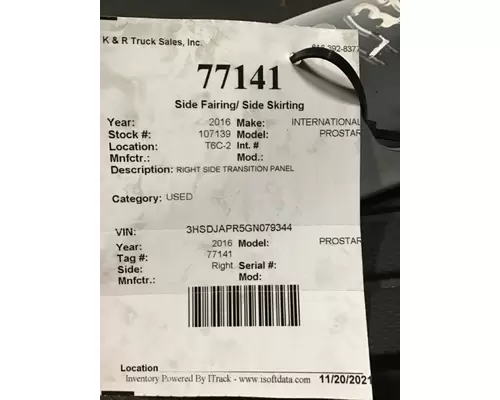 K & R Truck Sales, Inc.
77141
Side Fairing/ Side Skirting
Year: 2016 Make: INTERNATIONAL
Stock #: 107139 Model: PROSTAR
Location: T6C-2 Int. #
Mnfctr.: Mod.:
Description: RIGHT SIDE TRANSITION PANEL
Category: USED
VIN: 3HSDJAPR5GN079344
Year: 2016 Model: PROSTAR
Tag #: 77141
Side: Right Serial #:
Mnfctr.: Mod:
Location
Inventory Powered By ITrack - www.isoftdata.com 11/20/2021